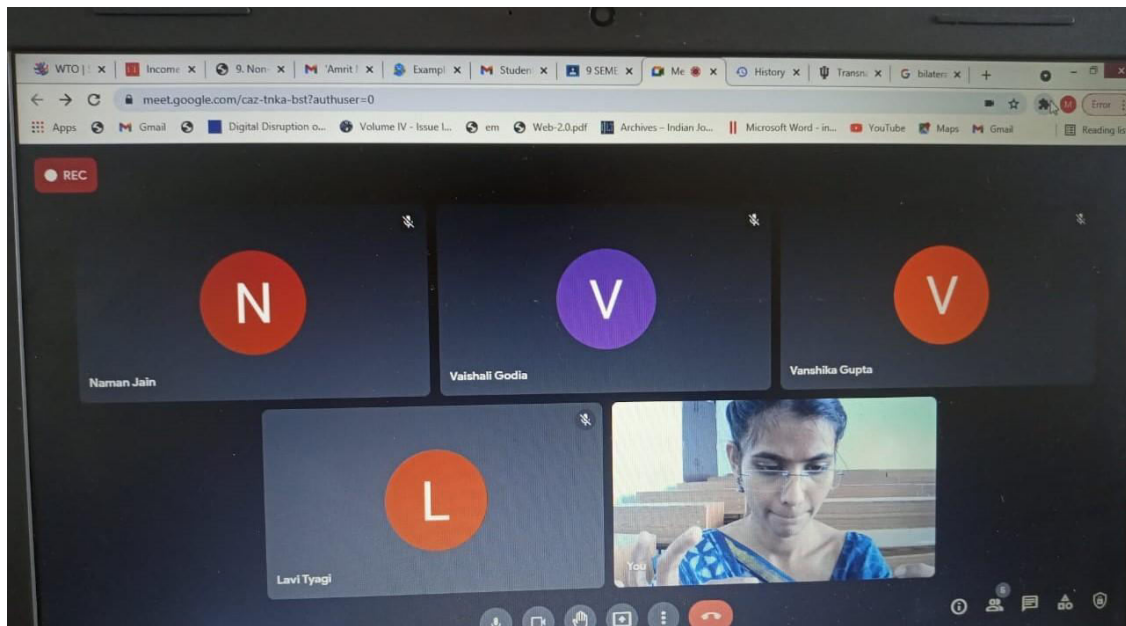 WTO | Income 9. Non- 'Amrit Exampl Studen 9 SEME Me History Transn. G bilatera
meet.google.com/caz-tnka-bst?authuser=0 M Error
Apps Gmail Digital Disruption o... Volume IV - Issue I... em Web-2.0.pdf Archives – Indian Jo... Microsoft Word - in... YouTube Maps Gmail Reading lis
REC
N V V
Naman Jain Vaishali Godia Vanshika Gupta
L
Lavi Tyagi You